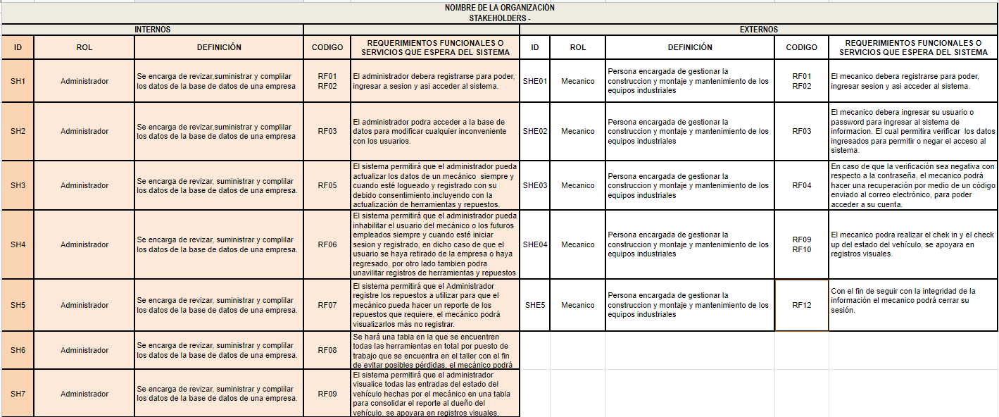 NOMBRE DE LA ORGANIZACIÓN
STAKEHOLDERS -
INTERNOS
EXTERNOS
ID
ROL
DEFINICIÓN
CODIGO
REQUERIMIENTOS FUNCIONALES O
SERVICIOS QUE ESPERA DEL SISTEMA
ID
ROL
DEFINICIÓN
CODIGO
REQUERIMIENTOS FUNCIONALES O
SERVICIOS QUE ESPERA DEL SISTEMA
SH1
Administrador
Se encarga de revizar,suministrar y complilar
los datos de la base de datos de una empresa
RF01
RF02
El administrador debera registrarse para poder,
ingresar a sesion y asi acceder al sistema.
SHE01
Mecanico
Persona encargada de gestionar la
construccion y montaje y mantenimiento de los
equipos industriales
RF01
RF02
El mecanico debera registrarse para poder,
ingresar sesion y asi acceder al sistema.
SH2
Administrador
Se encarga de revizar,suministrar y complilar
los datos de la base de datos de una empresa
RF03
El administrador podra acceder a la base de
datos para modificar cualquier inconveniente
con los usuarios.
SHE02
Mecanico
Persona encargada de gestionar la
construccion y montaje y mantenimiento de los
equipos industriales
RF03
El mecanico debera ingresar su usuario o
password para ingresar al sistema de
informacion. El cual permitira verificar los datos
ingresados para permitir o negar el acceso al
sistema.
SH3
Administrador
Se encarga de revizar, suministrar y complilar
los datos de la base de datos de una empresa.
RF05
El sistema permitirá que el administrador pueda
actualizar los datos de un mecánico siempre y
cuando esté logueado y registrado con su
debido consentimiento.incluyendo con la
actualización de herramientas y repuestos.
SHE03
Mecanico
Persona encargada de gestionar la
construccion y montaje y mantenimiento de los
equipos industriales
RF04
En caso de que la verificación sea negativa con
respecto a la contraseña, el mecanico podrá
hacer una recuperación por medio de un código
enviado al correo electrónico, para poder
acceder a su cuenta.
SH4
Administrador
Se encarga de revizar, suministrar y complilar
los datos de la base de datos de una empresa.
RF06
El sistema permitirá que el administrador pueda
inhabilitar el usuario del mecánico o los futuros
empleados siempre y cuando esté iniciar
sesion y registrado, en dicho caso de que el
usuario se haya retirado de la empresa o haya
regresado, por otro lado tambien podra
unavilitar registros de herramientas y repuestos
SHE04
Mecanico
Persona encargada de gestionar la
construccion y montaje y mantenimiento de los
equipos industriales
RF09
RF10
El mecanico podra realizar el chek in y el check
up del estado del vehículo, se apoyara en
registros visuales.
SH5
Administrador
Se encarga de revizar, suministrar y complilar
los datos de la base de datos de una empresa.
RF07
El sistema permitirá que el Administrador
registre los repuestos a utilizar para que el
mecánico pueda hacer un reporte de los
repuestos que requiere, el mecánico podrá
visualizarlos más no registrar.
SHE5
Mecanico
Persona encargada de gestionar la
construccion y montaje y mantenimiento de los
equipos industriales
RF12
Con el fin de seguir con la integridad de la
información el mecanico podrá cerrar su
sesión.
SH6
Administrador
Se encarga de revizar, suministrar y complilar
los datos de la base de datos de una empresa.
RF08
Se hará una tabla en la que se encuentren
todas las herramientas en total por puesto de
trabajo que se encuentra en el taller con el fin
de evitar posibles pérdidas, el mecánico podrá
SH7
Administrador
Se encarga de revizar, suministrar y complilar
los datos de la base de datos de una empresa.
RF09
El sistema permitirá que el administrador
visualice todas las entradas del estado del
vehículo hechas por el mecánico en una tabla
para consolidar el reporte al dueño del
vehículo, se apoyara en registros visuales.